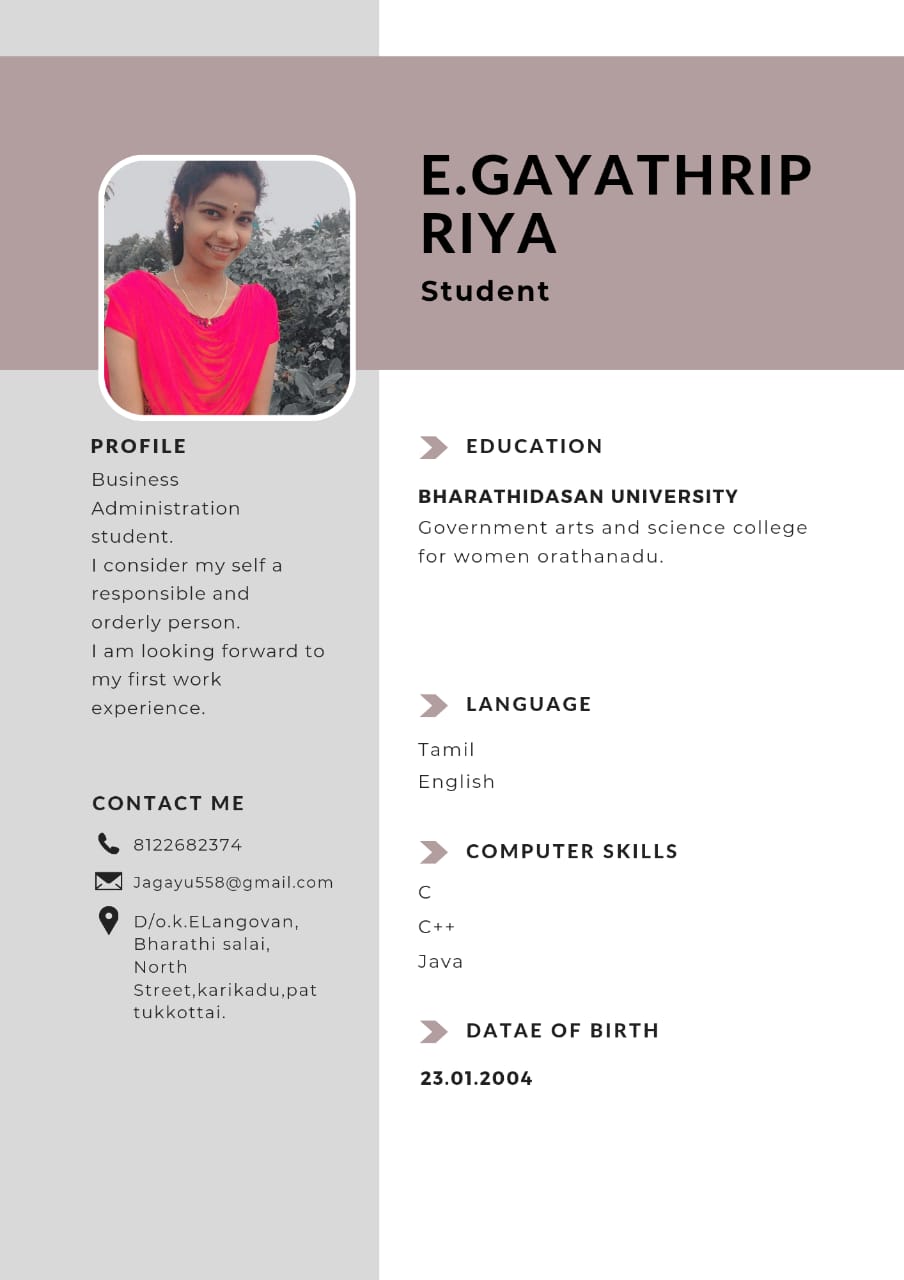 E.GAYATHRIP
RIYA
Student
PROFILE
Business
Administration
student.
I consider my self a
responsible and
orderly person.
I am looking forward to
my first work
experience.
CONTACT ME
8122682374
Jagayu558@gmail.com
D/o.k.ELangovan,
Bharathi salai,
North
Street,karikadu,pat
tukkottai.
EDUCATION
BHARATHIDASAN UNIVERSITY
Government arts and science college
for women orathanadu.
LANGUAGE
Tamil
English
COMPUTER SKILLS
C
C++
Java
DATAE OF BIRTH
23.01.2004